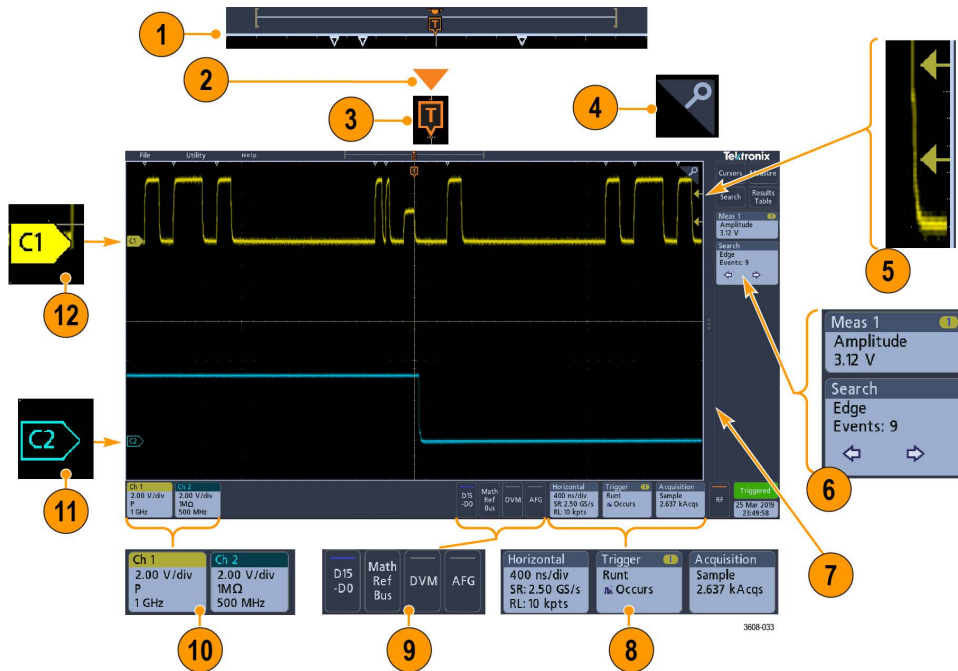 1
T
2
3
T
4
5
File Utility Help
T
Tektronix
Cursors Measure
Search Results
Table
Meas 1 1
Amplitude
3.12 V
Search
Edge
Events: 9
C1
C1
12
C2
C2
11
Meas 1 1
Amplitude
3.12 V
Search
Edge
Events: 9
6
7
Ch 1
2.00 V/div
P
1 GHz
Ch 2
2.00 V/div
1MΩ
500 MHz
D15
-D0
Math
Ref
Bus
DVM
AFG
Horizontal
400 ns/div
SR: 2.50 GS/s
RL: 10 kpts
Trigger 1
Runt
Occurs
Acquisition
Sample
2.637 kAcqs
RF
Triggered
25 Mar 2019
23:49:58
Ch 1
2.00 V/div
P
1 GHz
Ch 2
2.00 V/div
1MΩ
500 MHz
10
D15
-D0
Math
Ref
Bus
DVM
AFG
9
Horizontal
400 ns/div
SR: 2.50 GS/s
RL: 10 kpts
Trigger 1
Runt
Occurs
Acquisition
Sample
2.637 kAcqs
8
3608-033